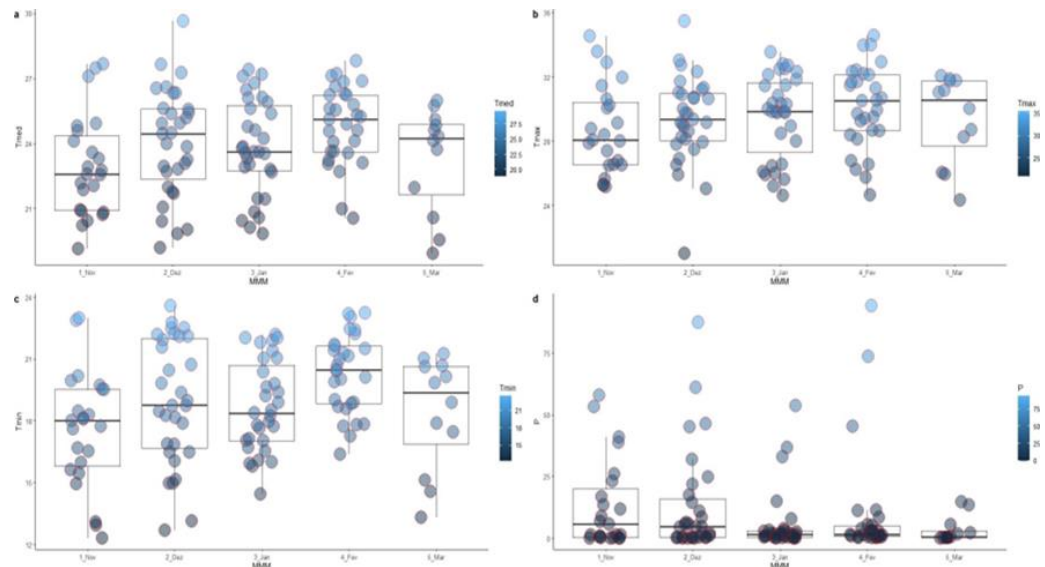 a
30
27
24
21
Tmed
1_Nov
2_Dez
3_Jan
4_Fev
5_Mar
MMM
Tmed
27.5
25.0
22.5
20.0
b
36
32
28
24
Tmax
1_Nov
2_Dez
3_Jan
4_Fev
5_Mar
MMM
Tmax
35
c
24
21
18
15
12
Tmin
1_Nov
2_Dez
3_Jan
4_Fev
5_Mar
MMM
Tmin
21
18
15
d
75
50
25
0
P
1_Nov
2_Dez
3_Jan
4_Fev
5_Mar
MMM
P
75
50
25
0